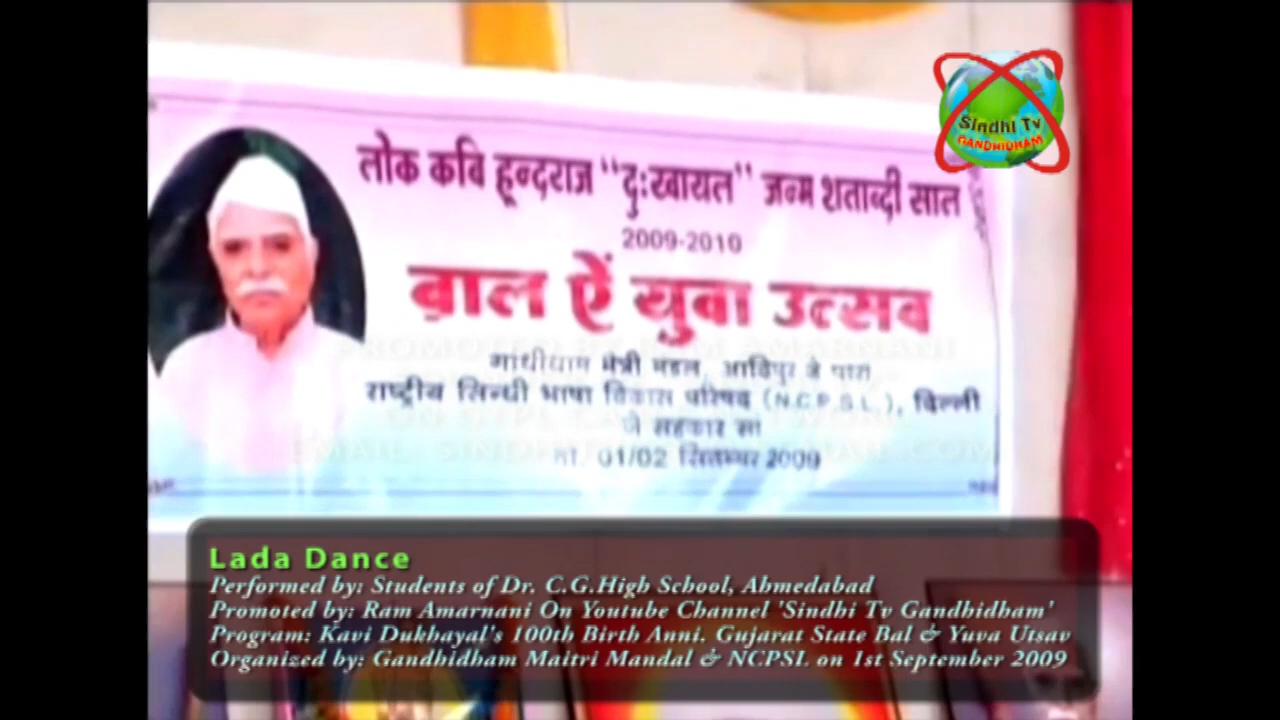 Sindhi Tv
GANDHIDHAM
लोक कवि हूनदराज "दुःखायल" जन्म शताब्दी साल
2009-2010
ॿाल ऐं युवा उत्सव
गांधीधाम मैत्री मंडल, आदिपुर जे पारां
राष्ट्रीय सिन्धी भाषा विकास परिषद (N.C.P.S.L.), दिल्ली
जे सहकार सां
ता. 01/02 सितम्बर 2009
Lada Dance
Performed by: Students of Dr. C.G.High School, Ahmedabad
Promoted by: Ram Amarnani On Youtube Channel 'Sindhi Tv Gandhidham'
Program: Kavi Dukhayal's 100th Birth Anni. Gujarat State Bal & Yuva Utsav
Organized by: Gandhidham Maitri Mandal & NCPSL on 1st September 2009